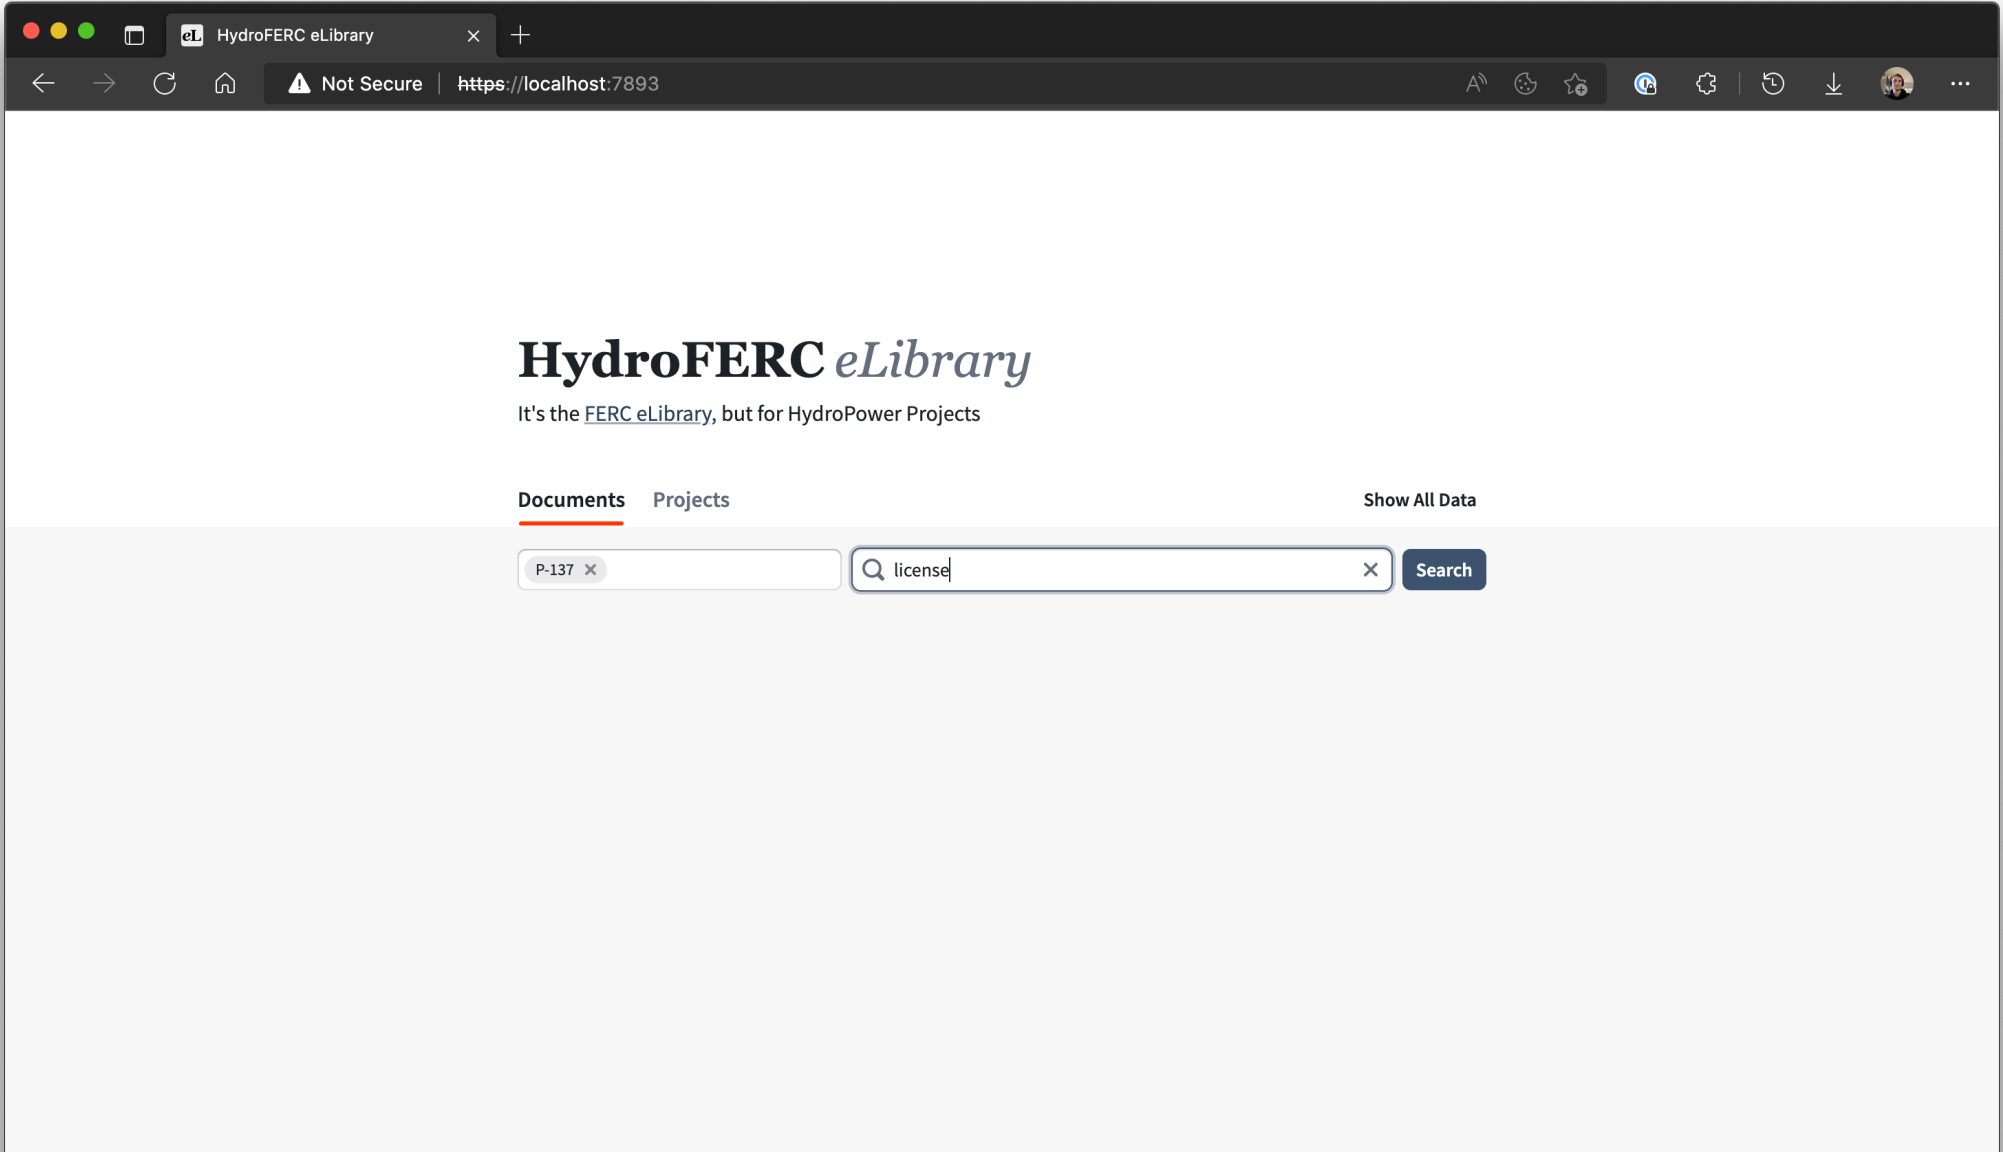 eL HydroFERC eLibrary
Not Secure https://localhost:7893
HydroFERC eLibrary
It's the FERC eLibrary, but for HydroPower Projects
Documents Projects Show All Data
P-137 license Search